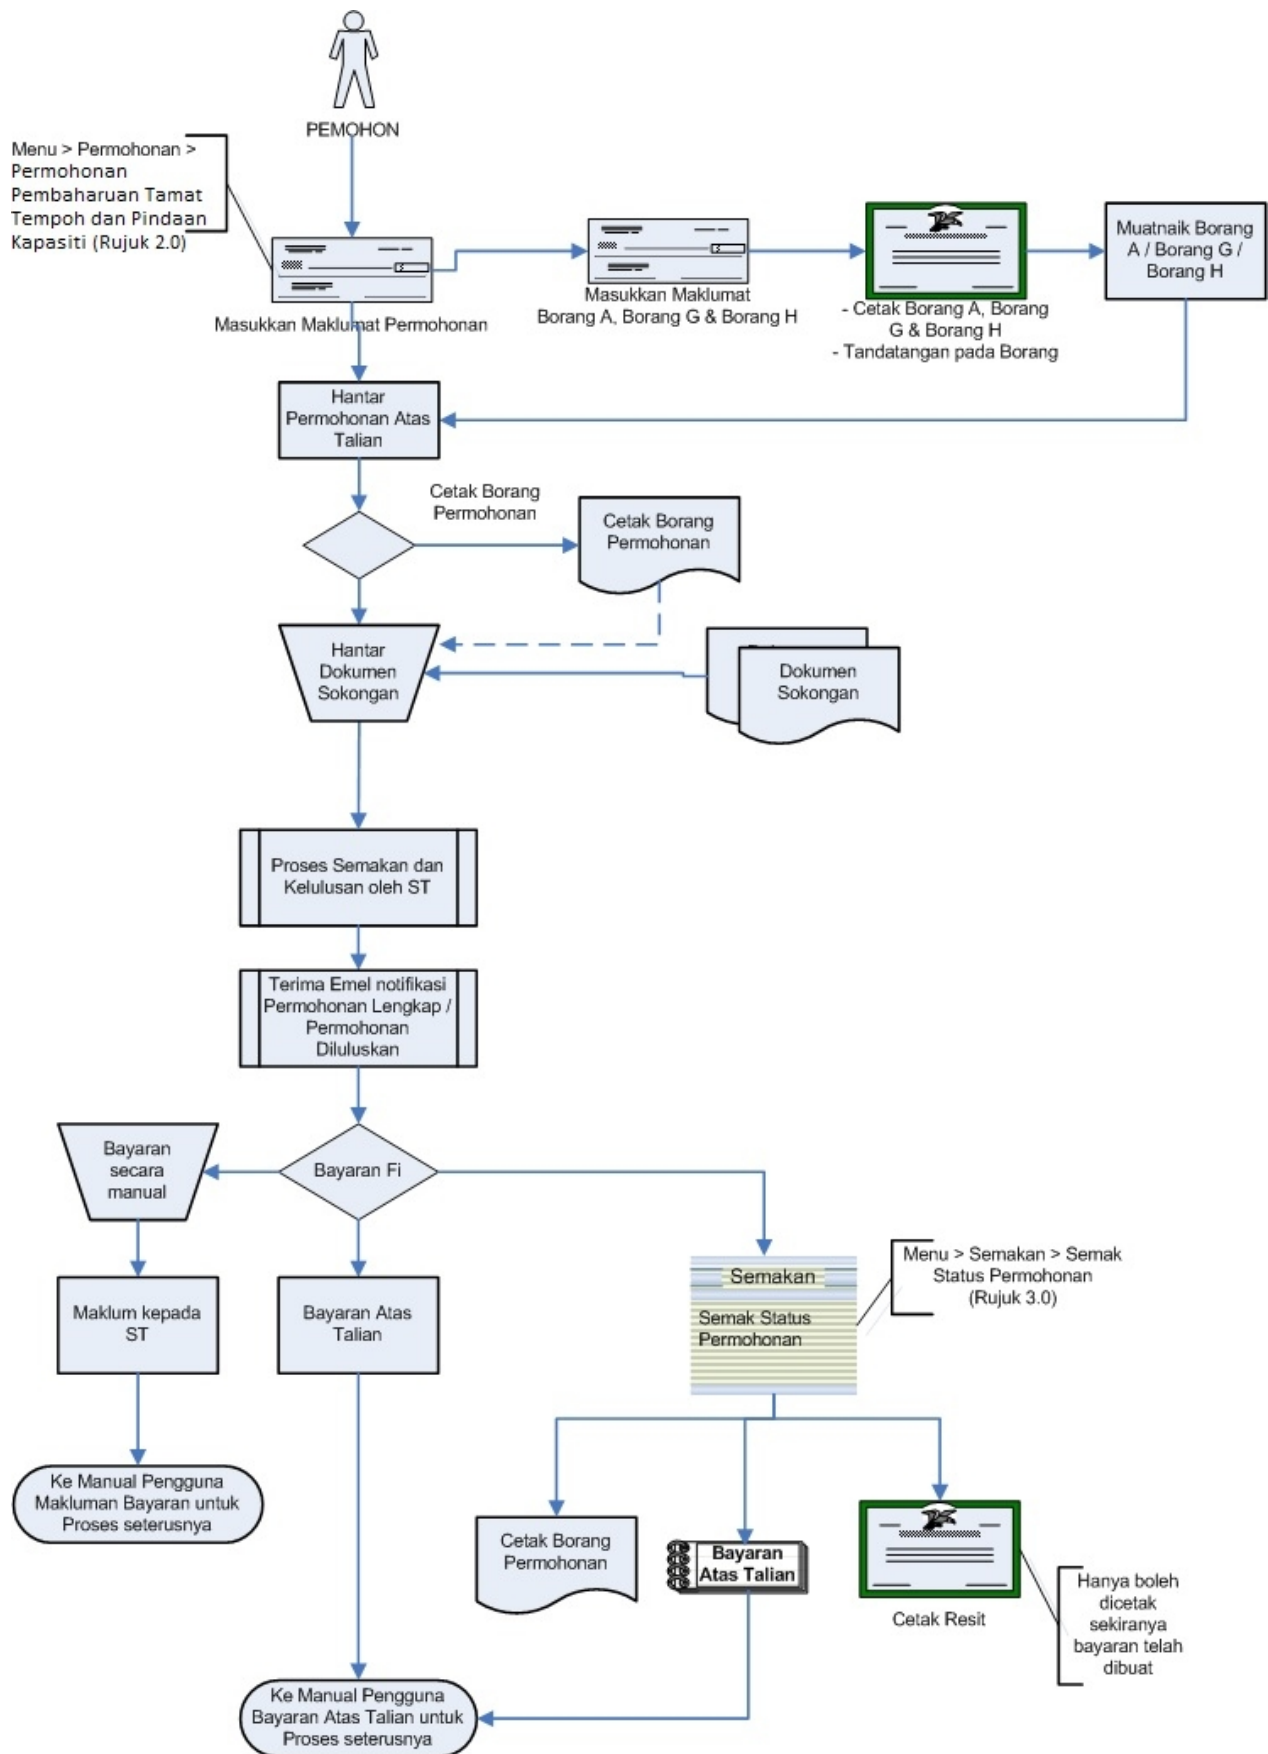 PEMOHON
Menu > Permohonan >
Permohonan
Pembaharuan Tamat
Tempoh dan Pindaan
Kapasiti (Rujuk 2.0)
Masukkan Maklumat Permohonan
Masukkan Maklumat
Borang A, Borang G & Borang H
- Cetak Borang A, Borang
G & Borang H
- Tandatangan pada Borang
Muatnaik Borang
A / Borang G /
Borang H
Hantar
Permohonan Atas
Talian
Cetak Borang
Permohonan
Cetak Borang
Permohonan
Hantar
Dokumen
Sokongan
Dokumen
Sokongan
Proses Semakan dan
Kelulusan oleh ST
Terima Emel notifikasi
Permohonan Lengkap /
Permohonan
Diluluskan
Bayaran
secara
manual
Bayaran Fi
Maklum kepada
ST
Bayaran Atas
Talian
Semakan
Semak Status
Permohonan
Menu > Semakan > Semak
Status Permohonan
(Rujuk 3.0)
Ke Manual Pengguna
Makluman Bayaran untuk
Proses seterusnya
Cetak Borang
Permohonan
Bayaran
Atas Talian
Cetak Resit
Hanya boleh
dicetak
sekiranya
bayaran telah
dibuat
Ke Manual Pengguna
Bayaran Atas Talian untuk
Proses seterusnya